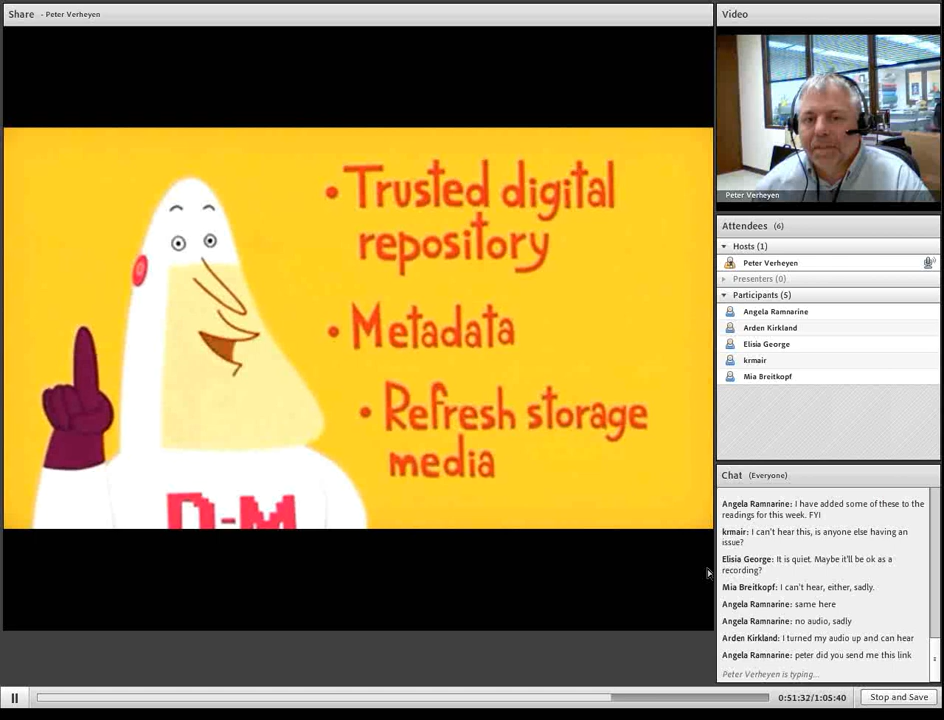 Share - Peter Verheyen
• Trusted digital
repository
• Metadata
• Refresh storage
media
D-M
Video
Peter Verheyen
Attendees (6)
Hosts (1)
Peter Verheyen
Presenters (0)
Participants (5)
Angela Ramnarine
Arden Kirkland
Elisia George
krmair
Mia Breitkopf
Chat (Everyone)
Angela Ramnarine: I have added some of these to the
readings for this week. FYI
krmair: I can't hear this, is anyone else having an
issue?
Elisia George: It is quiet. Maybe it'll be ok as a
recording?
Mia Breitkopf: I can't hear, either, sadly.
Angela Ramnarine: same here
Angela Ramnarine: no audio, sadly
Arden Kirkland: I turned my audio up and can hear
Angela Ramnarine: peter did you send me this link
Peter Verheyen is typing...
0:51:32/1:05:40
Stop and Save